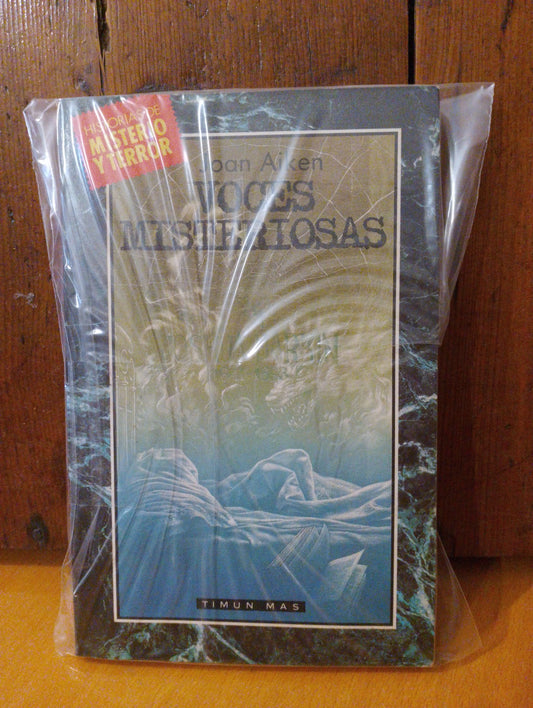 HISTORIAS DE
MISTERIO
Y TERROR
Joan Aiken
VOCES
MISTERIOSAS
TIMUN MAS